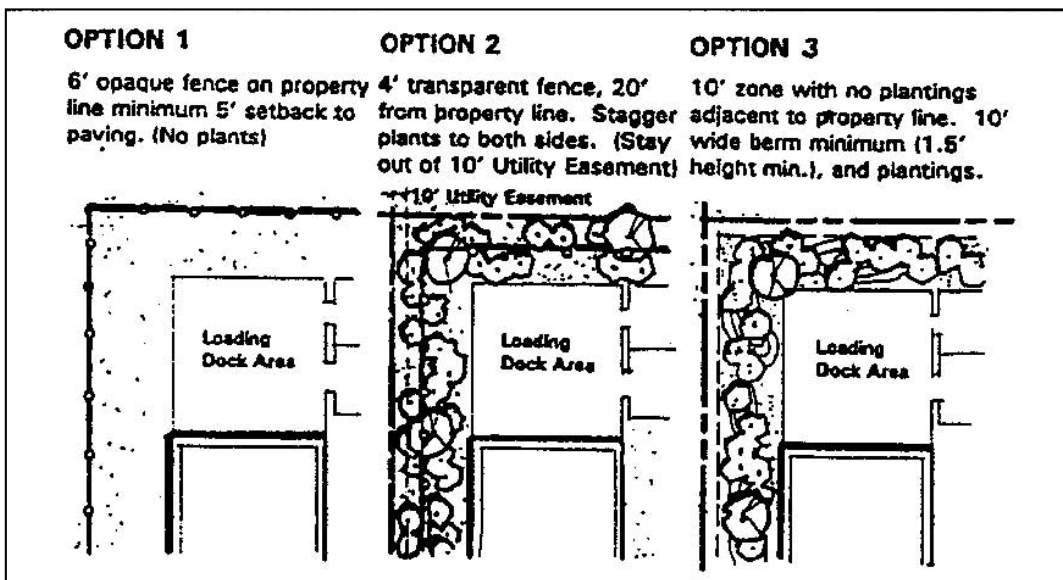 OPTION 1
6' opaque fence on property
line minimum 5' setback to
paving. (No plants)
OPTION 2
4' transparent fence, 20'
from property line. Stagger
plants to both sides. (Stay
out of 10' Utility Easement)
10' Utility Easement
OPTION 3
10' zone with no plantings
adjacent to property line. 10'
wide berm minimum (1.5'
height min.), and plantings.
Loading
Dock Area
Loading
Dock Area
Loading
Dock Area